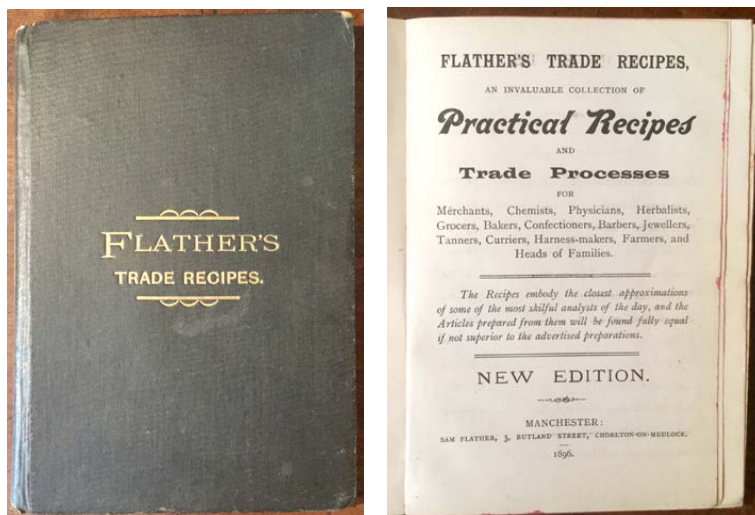 FLATHER'S
TRADE RECIPES.
FLATHER'S TRADE RECIPES,
AN INVALUABLE COLLECTION OF
Practical Recipes
AND
Trade Processes
FOR
Merchants, Chemists, Physicians, Herbalists,
Grocers, Bakers, Confectioners, Barbers, Jewellers,
Tanners, Curriers, Harness-makers, Farmers, and
Heads of Families.
The Recipes embody the closest approximations
of some of the most skilful analysts of the day, and the
Articles prepared from them will be found fully equal
if not superior to the advertised preparations.
NEW EDITION.
MANCHESTER:
SAM FLATHER, 3, RUTLAND STREET, CHORLTON-ON-MEDLOCK.
1896.